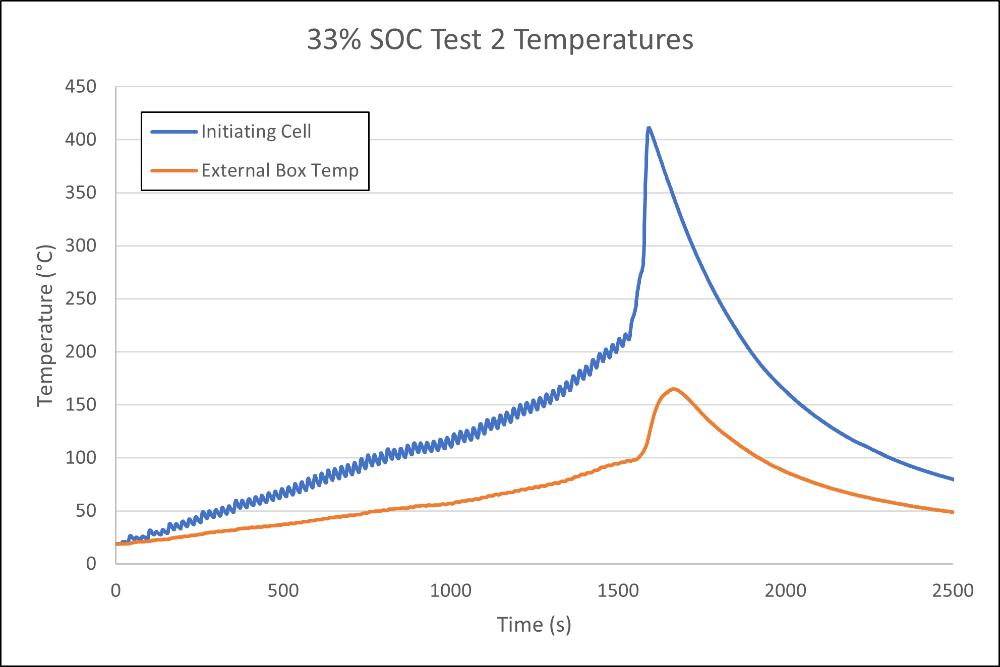 33% SOC Test 2 Temperatures
450
400
350
300
250
200
150
100
50
0
Temperature (°C)
Initiating Cell
External Box Temp
0 500 1000 1500 2000 2500
Time (s)